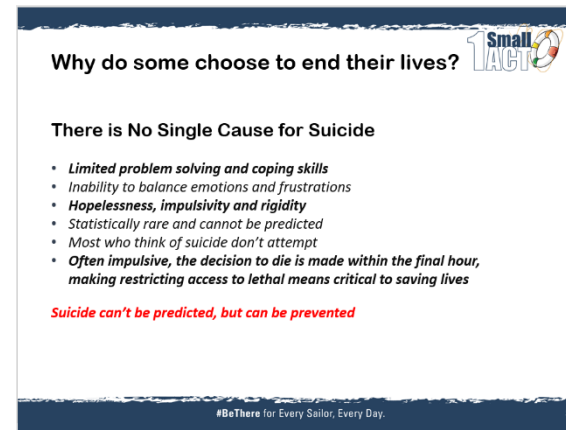 1 Small
ACT
Why do some choose to end their lives?
There is No Single Cause for Suicide
• Limited problem solving and coping skills
• Inability to balance emotions and frustrations
• Hopelessness, impulsivity and rigidity
• Statistically rare and cannot be predicted
• Most who think of suicide don't attempt
• Often impulsive, the decision to die is made within the final hour,
making restricting access to lethal means critical to saving lives
Suicide can't be predicted, but can be prevented
#BeThere for Every Sailor, Every Day.